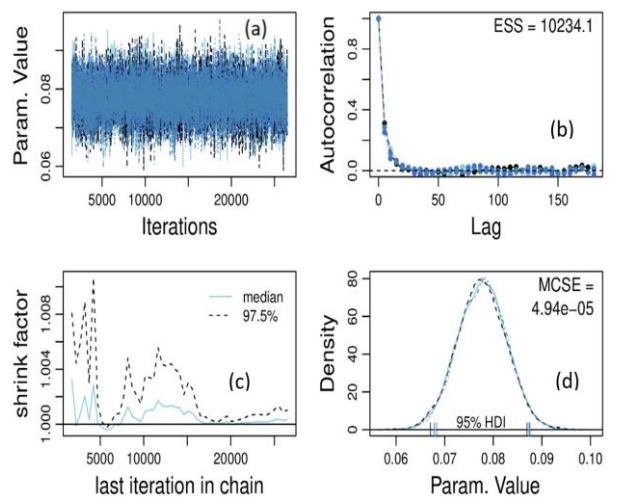 (a)
Param. Value
0.06
0.08
5000 10000 20000
Iterations
ESS = 10234.1
(b)
Autocorrelation
0.0
0.4
0.8
0 50 100 150
Lag
median
97.5%
(c)
shrink factor
1.000
1.004
1.008
5000 10000 20000
last iteration in chain
MCSE =
4.94e−05
(d)
Density
0
20
40
60
80
95% HDI
0.06 0.07 0.08 0.09 0.10
Param. Value